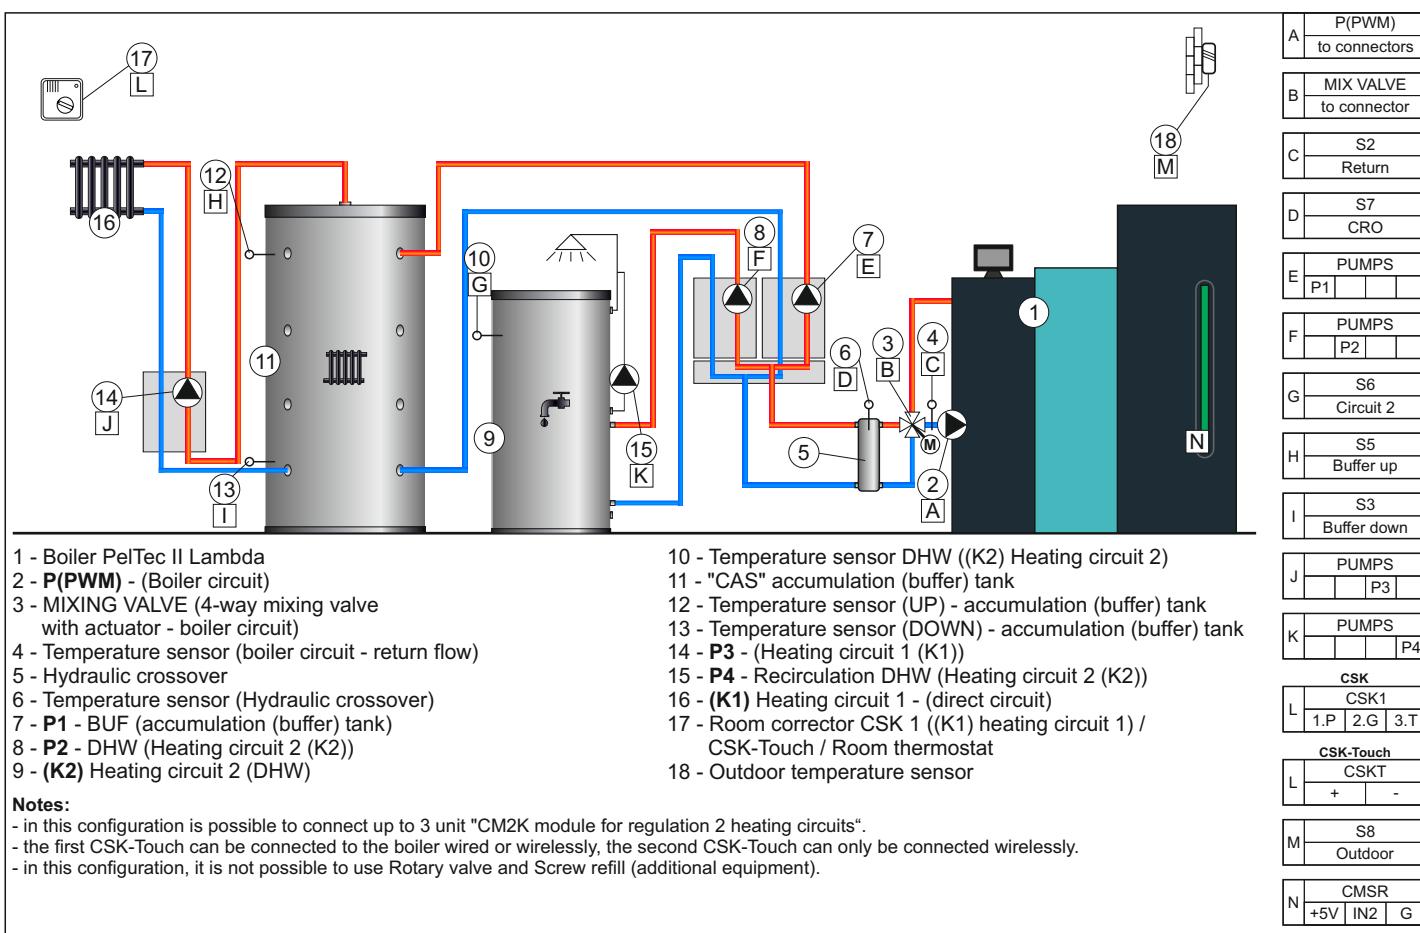 17
L
18
M
12
H
16
10
G
8
F
7
E
1
11
6
D
3
B
4
C
14
J
9
15
K
5
M
N
13
I
2
A
1 - Boiler PelTec II Lambda
2 - P(PWM) - (Boiler circuit)
3 - MIXING VALVE (4-way mixing valve
with actuator - boiler circuit)
4 - Temperature sensor (boiler circuit - return flow)
5 - Hydraulic crossover
6 - Temperature sensor (Hydraulic crossover)
7 - P1 - BUF (accumulation (buffer) tank)
8 - P2 - DHW (Heating circuit 2 (K2))
9 - (K2) Heating circuit 2 (DHW)
10 - Temperature sensor DHW ((K2) Heating circuit 2)
11 - "CAS" accumulation (buffer) tank
12 - Temperature sensor (UP) - accumulation (buffer) tank
13 - Temperature sensor (DOWN) - accumulation (buffer) tank
14 - P3 - (Heating circuit 1 (K1))
15 - P4 - Recirculation DHW (Heating circuit 2 (K2))
16 - (K1) Heating circuit 1 - (direct circuit)
17 - Room corrector CSK 1 ((K1) heating circuit 1) /
CSK-Touch / Room thermostat
18 - Outdoor temperature sensor
Notes:
- in this configuration is possible to connect up to 3 unit "CM2K module for regulation 2 heating circuits“.
- the first CSK-Touch can be connected to the boiler wired or wirelessly, the second CSK-Touch can only be connected wirelessly.
- in this configuration, it is not possible to use Rotary valve and Screw refill (additional equipment).
A
P(PWM)
to connectors
B
MIX VALVE
to connector
C
S2
Return
D
S7
CRO
E
PUMPS
P1
F
PUMPS
P2
G
S6
Circuit 2
H
S5
Buffer up
I
S3
Buffer down
J
PUMPS
P3
K
PUMPS
P4
CSK
L
CSK1
1.P 2.G 3.T
CSK-Touch
L
CSKT
+ -
M
S8
Outdoor
N
CMSR
+5V IN2 G